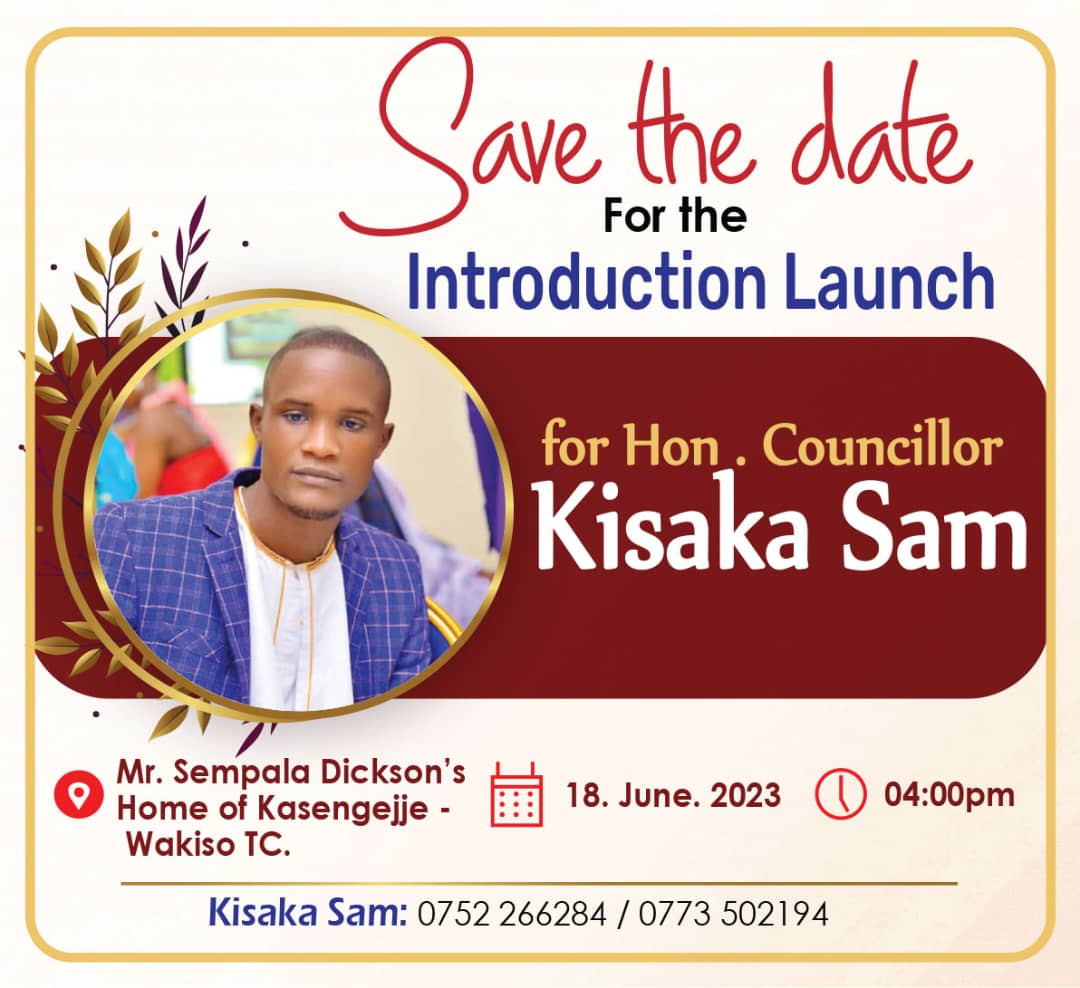 Save the date
For the
Introduction Launch
for Hon . Councillor
Kisaka Sam
Mr. Sempala Dickson's
Home of Kasengejje -
Wakiso TC.
18. June. 2023
04:00pm
Kisaka Sam: 0752 266284 / 0773 502194